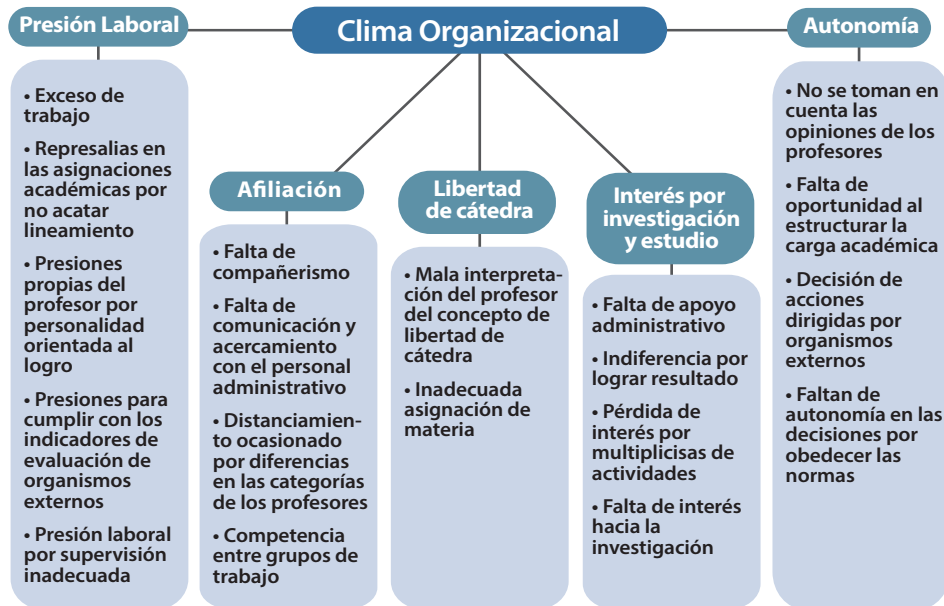 Clima Organizacional
Presión Laboral
• Exceso de
trabajo
• Represalias en
las asignaciones
académicas por
no acatar
lineamiento
• Presiones
propias del
profesor por
personalidad
orientada al
logro
• Presiones para
cumplir con los
indicadores de
evaluación de
organismos
externos
• Presión laboral
por supervisión
inadecuada
Afiliación
• Falta de
compañerismo
• Falta de
comunicación y
acercamiento
con el personal
administrativo
• Distanciamien-
to ocasionado
por diferencias
en las categorías
de los profesores
• Competencia
entre grupos de
trabajo
Libertad
de cátedra
• Mala interpre-
tación del profesor
del concepto de
libertad de
cátedra
• Inadecuada
asignación de
materia
Interés por
investigación
y estudio
• Falta de apoyo
administrativo
• Indiferencia por
lograr resultado
• Pérdida de
interés por
multiplicisas de
actividades
• Falta de interés
hacia la
investigación
Autonomía
• No se toman en
cuenta las
opiniones de los
profesores
• Falta de
oportunidad al
estructurar la
carga académica
• Decisión de
acciones
dirigidas por
organismos
externos
• Faltan de
autonomía en las
decisiones por
obedecer las
normas